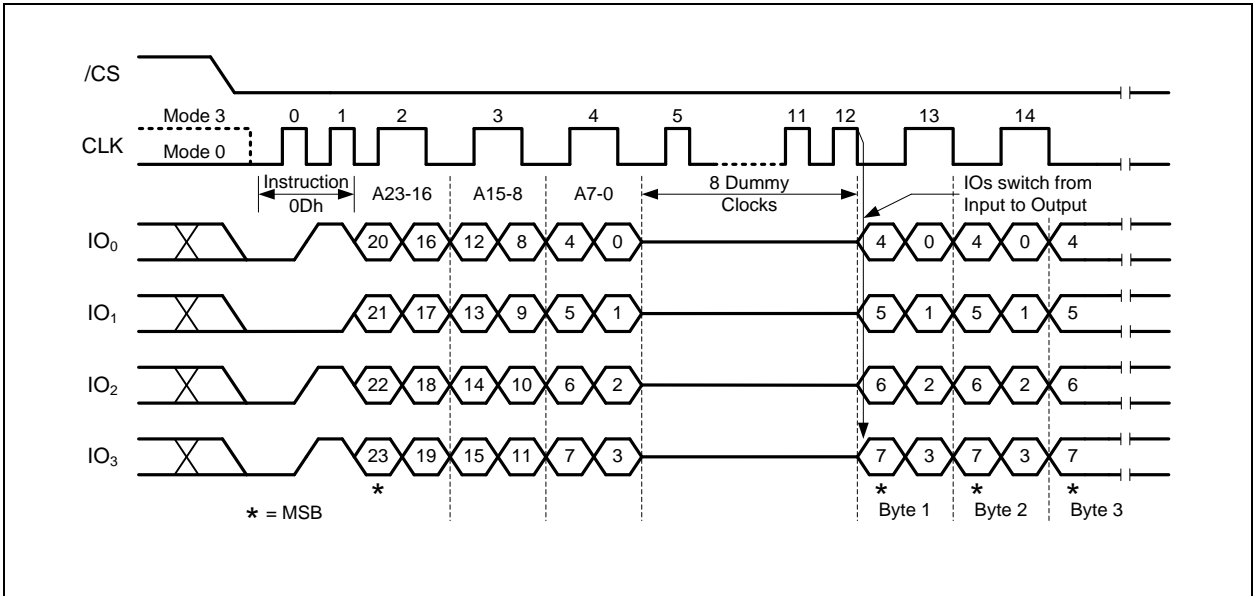 /CS
Mode 3 0 1 2 3 4 5 11 12 13 14
CLK
Mode 0
Instruction 8 Dummy IOs switch from
A23-16 A15-8 A7-0
0Dh Clocks Input to Output
IO₀ 20 16 12 8 4 0 4 0 4 0 4
IO₁ 21 17 13 9 5 1 5 1 5 1 5
IO₂ 22 18 14 10 6 2 6 2 6 2 6
IO₃ 23 19 15 11 7 3 7 3 7 3 7
* * * *
* = MSB Byte 1 Byte 2 Byte 3